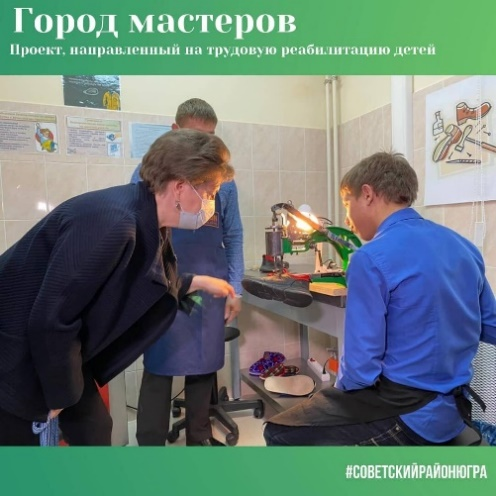 Город мастеров
Проект, направленный на трудовую реабилитацию детей
#СОВЕТСКИЙРАЙОНЮГРА